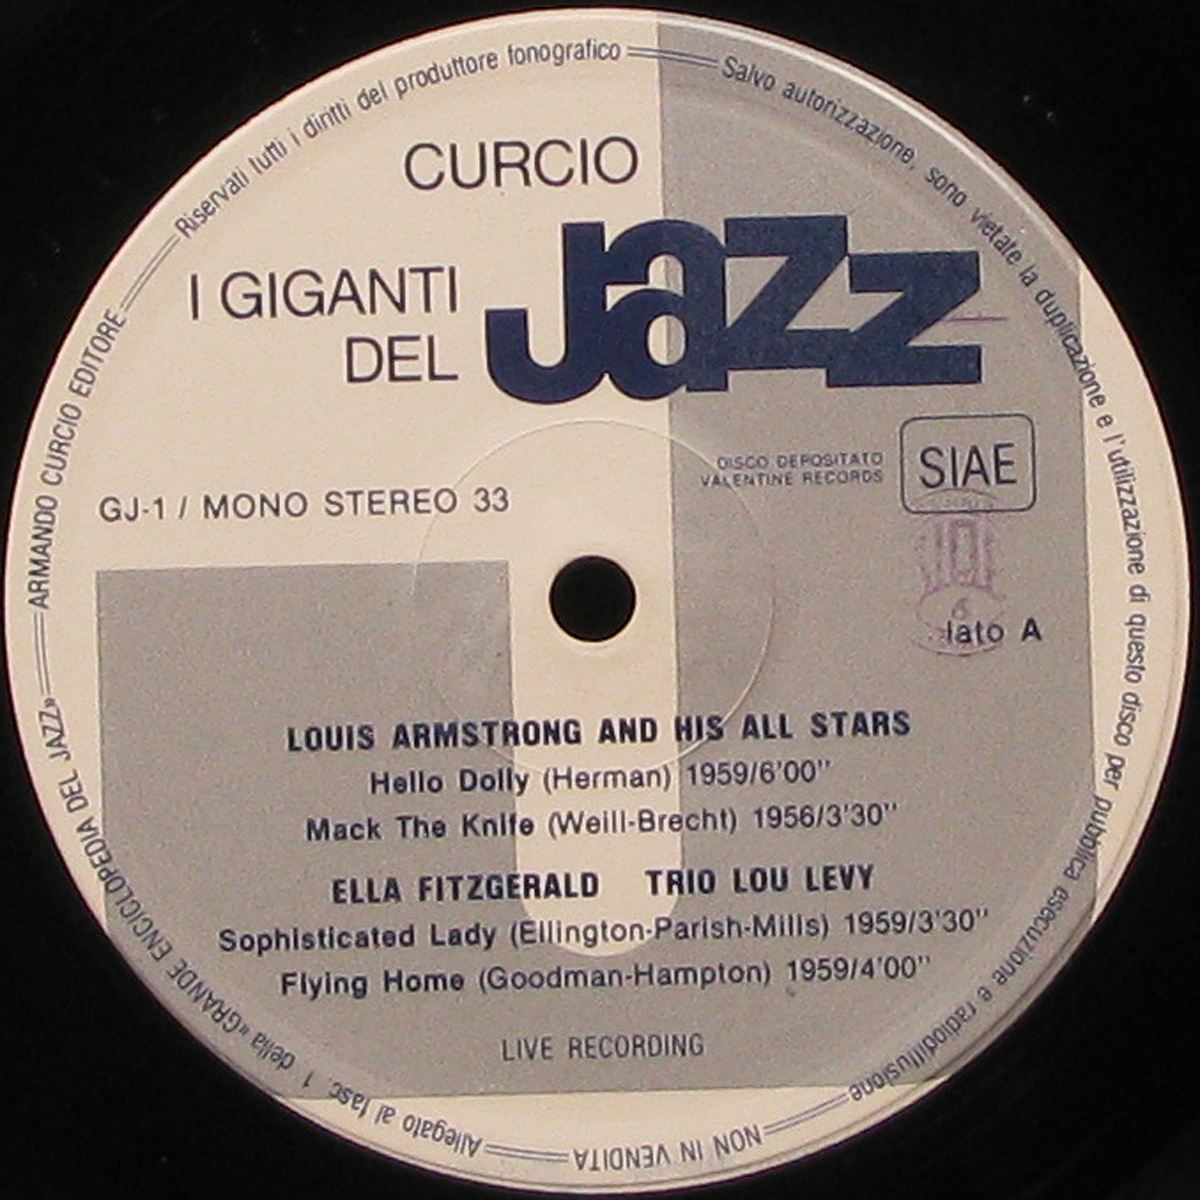 Riservati tutti i diritti del produttore fonografico
Salvo autorizzazione, sono vietate la duplicazione e l'utilizzazione di questo disco per pubblica esecuzione e radiodiffusione
NON IN VENDITA
Allegato al fasc. 1 della «GRANDE ENCICLOPEDIA DEL JAZZ»
ARMANDO CURCIO EDITORE
CURCIO
I GIGANTI
DEL
JAZZ
DISCO DEPOSITATO
VALENTINE RECORDS
SIAE
GJ-1 / MONO STEREO 33
lato A
LOUIS ARMSTRONG AND HIS ALL STARS
Hello Dolly (Herman) 1959/6'00"
Mack The Knife (Weill-Brecht) 1956/3'30"
ELLA FITZGERALD TRIO LOU LEVY
Sophisticated Lady (Ellington-Parish-Mills) 1959/3'30"
Flying Home (Goodman-Hampton) 1959/4'00"
LIVE RECORDING